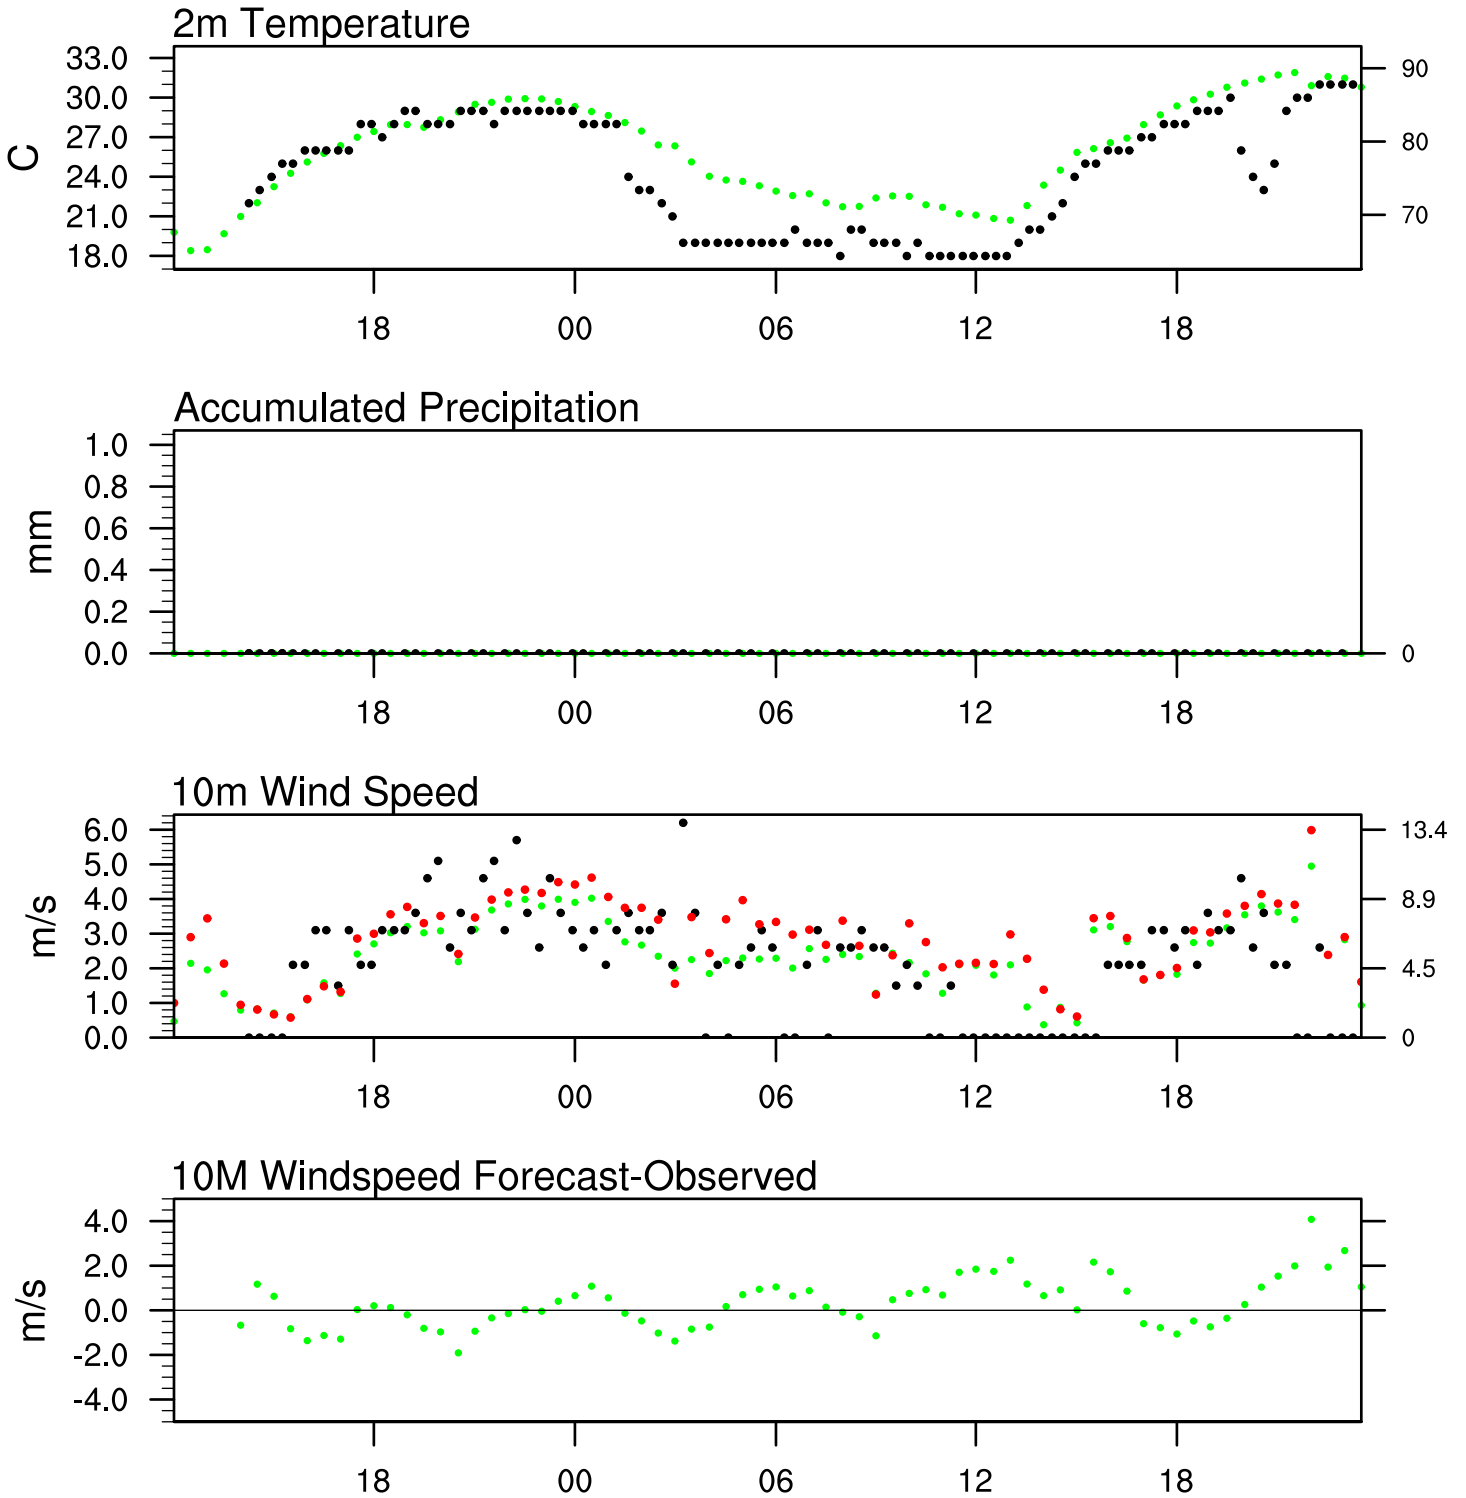 2m Temperature
33.0
30.0
27.0
24.0
21.0
18.0
C
90
80
70
18 00 06 12 18
Accumulated Precipitation
1.0
0.8
0.6
0.4
0.2
0.0
mm
0
18 00 06 12 18
10m Wind Speed
6.0
5.0
4.0
3.0
2.0
1.0
0.0
m/s
13.4
8.9
4.5
0
18 00 06 12 18
10M Windspeed Forecast-Observed
4.0
2.0
0.0
-2.0
-4.0
m/s
18 00 06 12 18